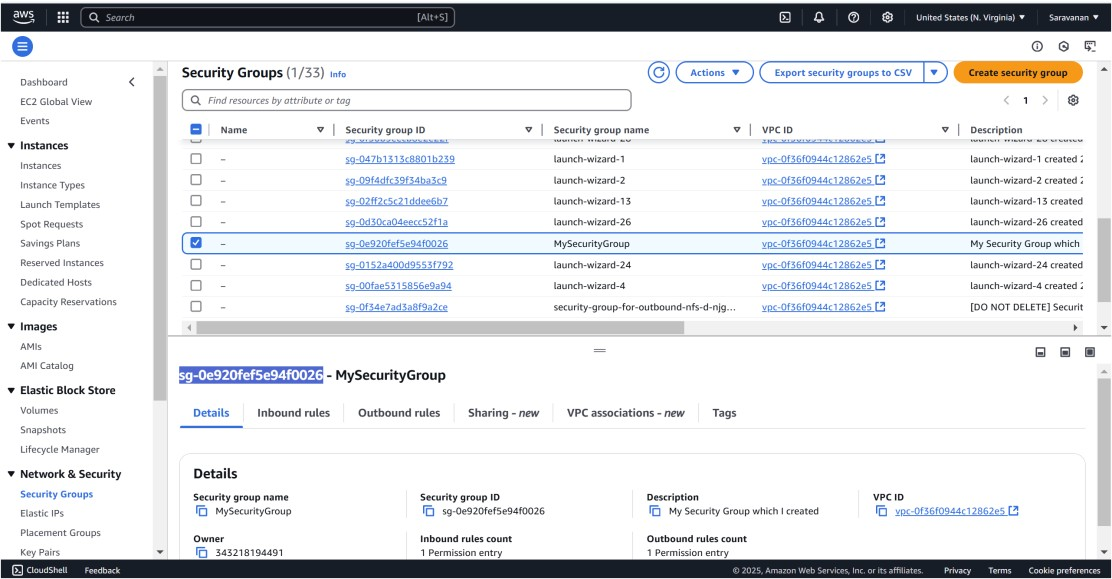 aws
Search [Alt+S]
United States (N. Virginia) ▼ Saravanan ▼
Dashboard
EC2 Global View
Events
▼ Instances
Instances
Instance Types
Launch Templates
Spot Requests
Savings Plans
Reserved Instances
Dedicated Hosts
Capacity Reservations
▼ Images
AMIs
AMI Catalog
▼ Elastic Block Store
Volumes
Snapshots
Lifecycle Manager
▼ Network & Security
Security Groups
Elastic IPs
Placement Groups
Key Pairs
Security Groups (1/33) Info
Actions ▼ Export security groups to CSV ▼ Create security group
Find resources by attribute or tag
1
Name Security group ID Security group name VPC ID Description
– sg-047b1313c8801b239 launch-wizard-1 vpc-0f36f0944c12862e5 launch-wizard-1 created 2
– sg-09f4dfc39f34ba3c9 launch-wizard-2 vpc-0f36f0944c12862e5 launch-wizard-2 created 2
– sg-02ff2c5c21ddee6b7 launch-wizard-13 vpc-0f36f0944c12862e5 launch-wizard-13 created
– sg-0d30ca04eecc52f1a launch-wizard-26 vpc-0f36f0944c12862e5 launch-wizard-26 created
– sg-0e920fef5e94f0026 MySecurityGroup vpc-0f36f0944c12862e5 My Security Group which
– sg-0152a400d9553f792 launch-wizard-24 vpc-0f36f0944c12862e5 launch-wizard-24 created
– sg-00fae5315856e9a94 launch-wizard-4 vpc-0f36f0944c12862e5 launch-wizard-4 created 2
– sg-0f34e7ad3a8f9a2ce security-group-for-outbound-nfs-d-njg... vpc-0f36f0944c12862e5 [DO NOT DELETE] Securit
sg-0e920fef5e94f0026 - MySecurityGroup
Details Inbound rules Outbound rules Sharing - new VPC associations - new Tags
Details
Security group name Security group ID Description VPC ID
MySecurityGroup sg-0e920fef5e94f0026 My Security Group which I created vpc-0f36f0944c12862e5
Owner Inbound rules count Outbound rules count
343218194491 1 Permission entry 1 Permission entry
CloudShell Feedback © 2025, Amazon Web Services, Inc. or its affiliates. Privacy Terms Cookie preferences